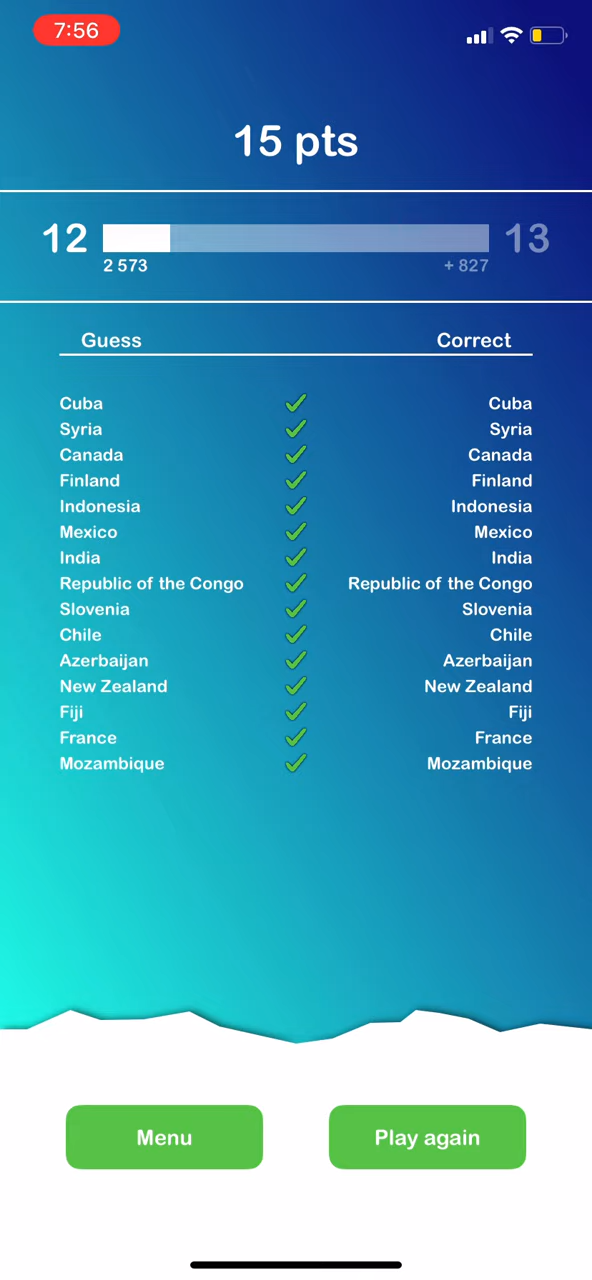 7:56
15 pts
12 13
2 573 + 827
Guess Correct
Cuba Cuba
Syria Syria
Canada Canada
Finland Finland
Indonesia Indonesia
Mexico Mexico
India India
Republic of the Congo Republic of the Congo
Slovenia Slovenia
Chile Chile
Azerbaijan Azerbaijan
New Zealand New Zealand
Fiji Fiji
France France
Mozambique Mozambique
Menu Play again